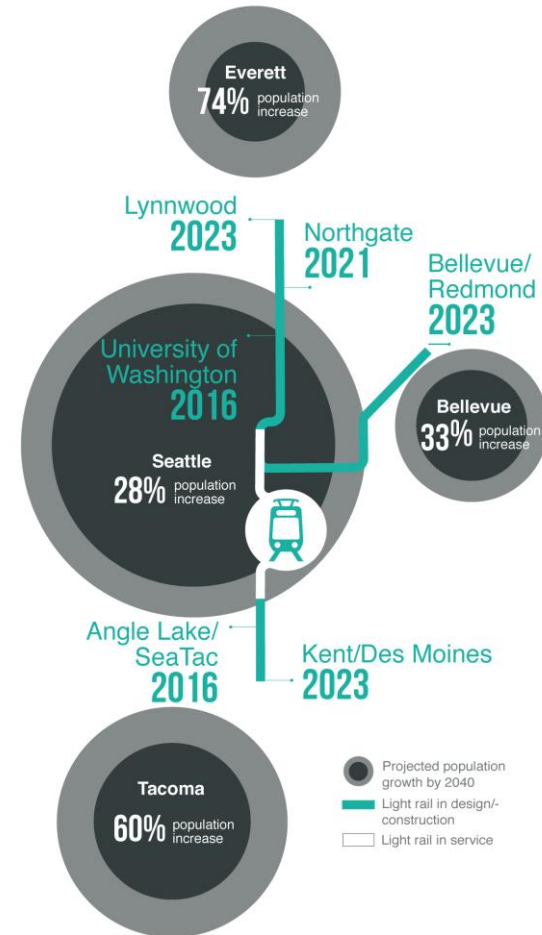 Everett
74% population
increase
Lynnwood
2023
Northgate
2021
Bellevue/
Redmond
2023
University of
Washington
2016
Bellevue
33% population
increase
Seattle
28% population
increase
Angle Lake/
SeaTac
2016
Kent/Des Moines
2023
Tacoma
60% population
increase
Projected population
growth by 2040
Light rail in design/-
construction
Light rail in service